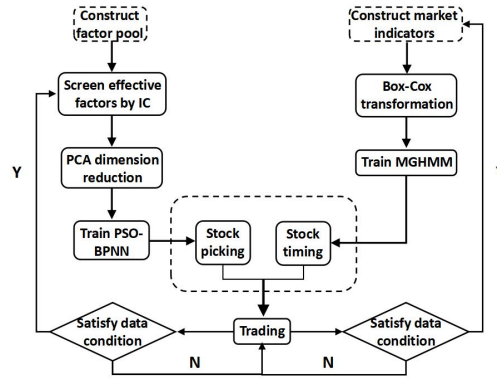 Construct
factor pool
Construct market
indicators
Screen effective
factors by IC
Box-Cox
transformation
PCA dimension
reduction
Train MGHMM
Y
Train PSO-
BPNN
Stock
picking
Stock
timing
Satisfy data
condition
Trading
Satisfy data
condition
N
N